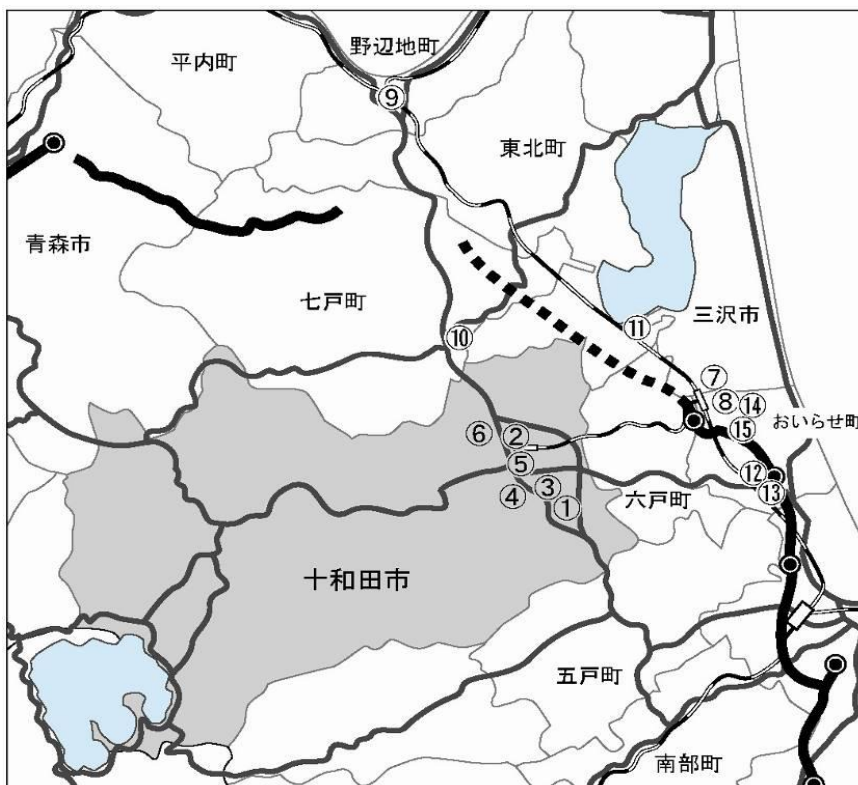 野辺地町
平内町
⑨
東北町
青森市
七戸町
三沢市
⑪
⑩
⑦
⑧ ⑭
⑮ おいらせ町
⑥ ②
⑤
④ ③
①
⑫
⑬
六戸町
十和田市
五戸町
南部町